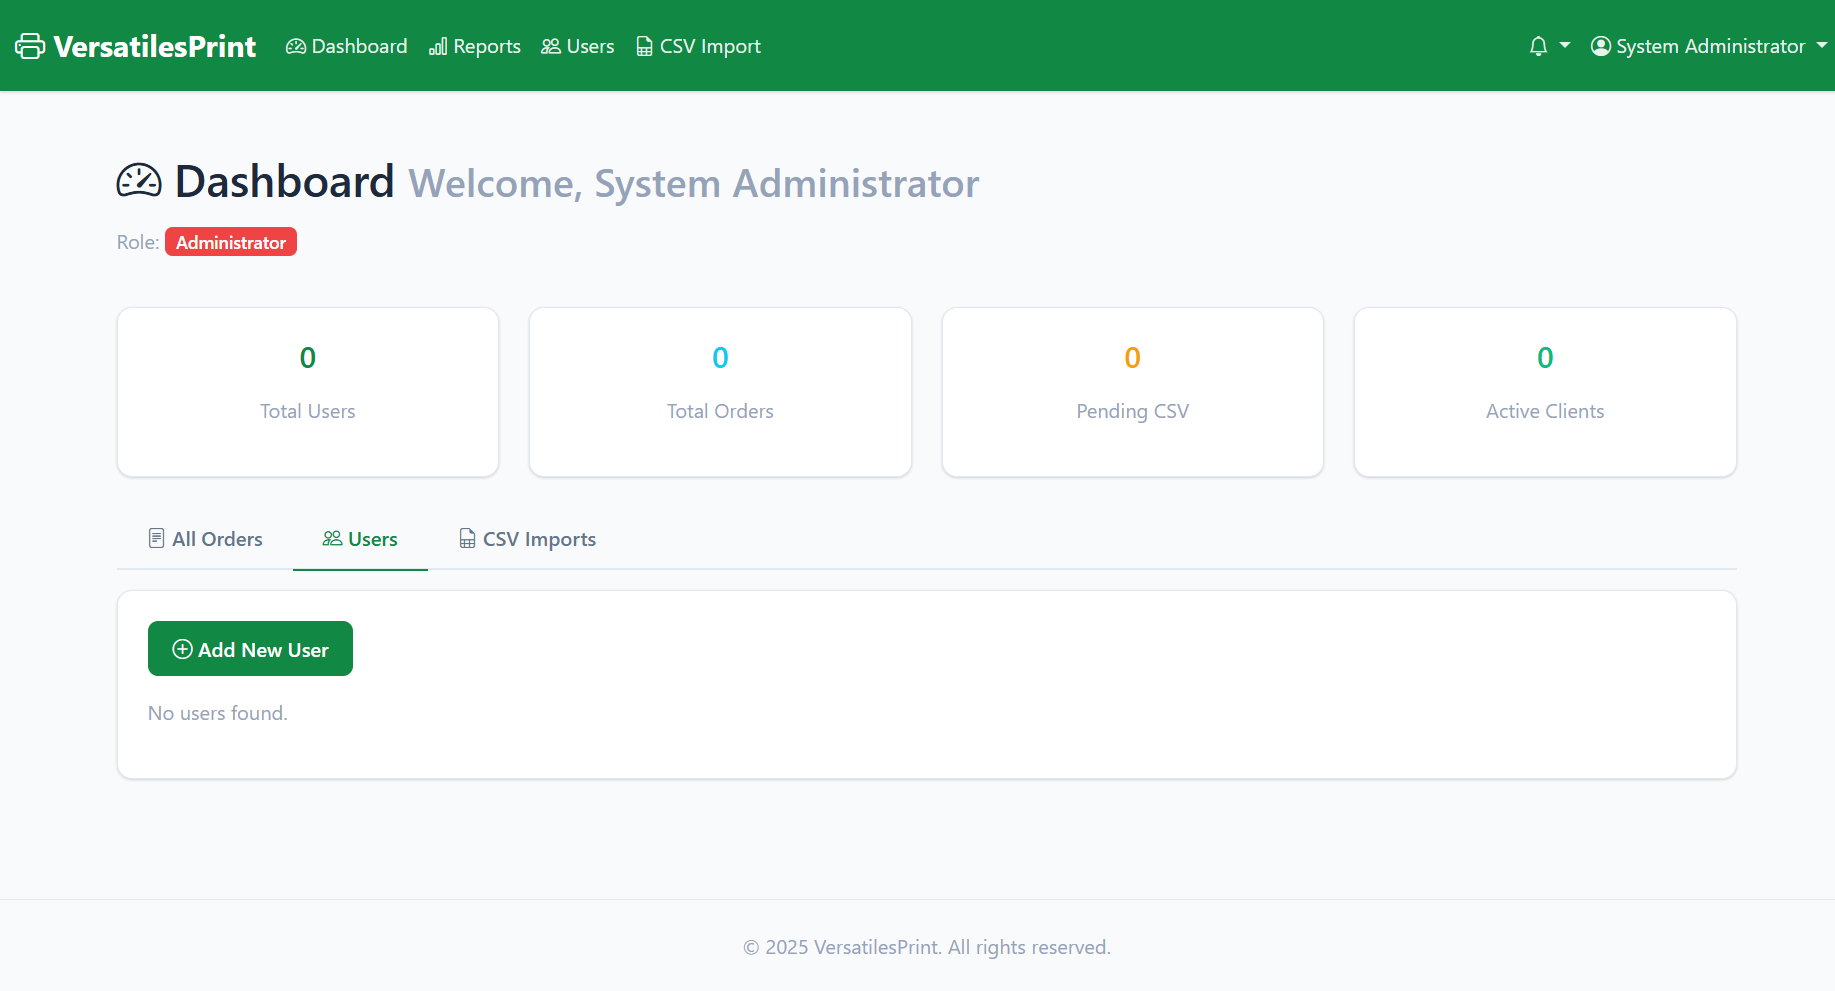 VersatilesPrint Dashboard Reports Users CSV Import System Administrator
Dashboard Welcome, System Administrator
Role: Administrator
0 0 0 0
Total Users Total Orders Pending CSV Active Clients
All Orders Users CSV Imports
Add New User
No users found.
© 2025 VersatilesPrint. All rights reserved.